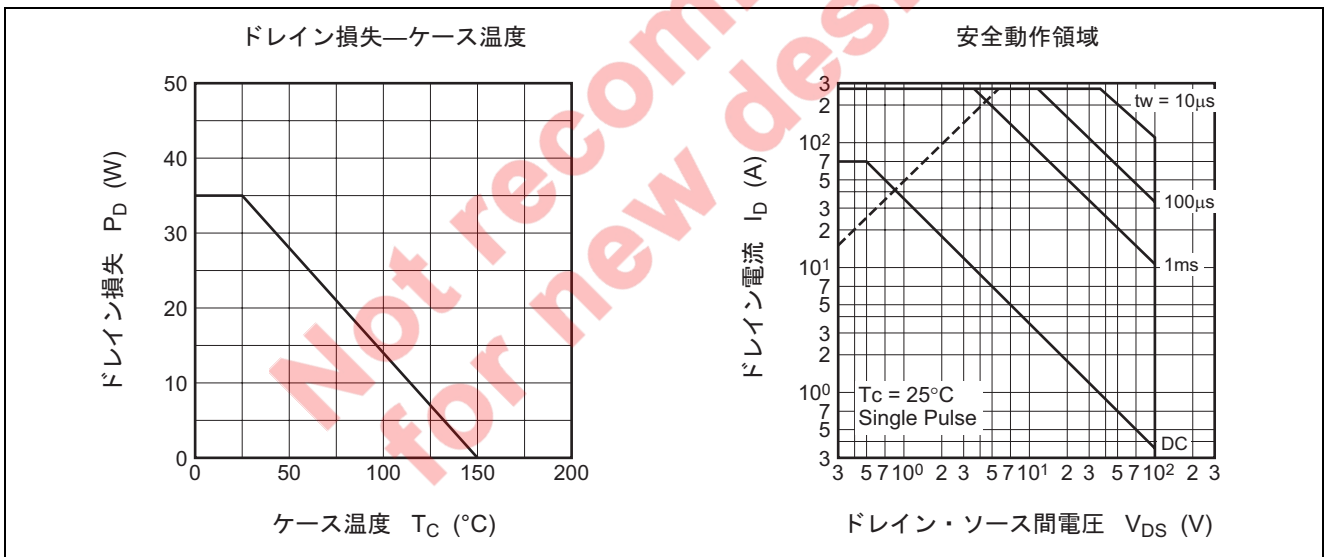 ドレイン損失―ケース温度
50
40
30
20
10
0
0 50 100 150 200
ドレイン損失 PD (W)
ケース温度 TC (°C)
安全動作領域
3
2
10²
7
5
3
2
10¹
7
5
3
2
10⁰
7
5
3
3 5 7 10⁰ 2 3 5 7 10¹ 2 3 5 7 10² 2 3
ドレイン電流 ID (A)
tw = 10μs
100μs
1ms
DC
Tc = 25°C
Single Pulse
ドレイン・ソース間電圧 VDS (V)
Not recom
for new des